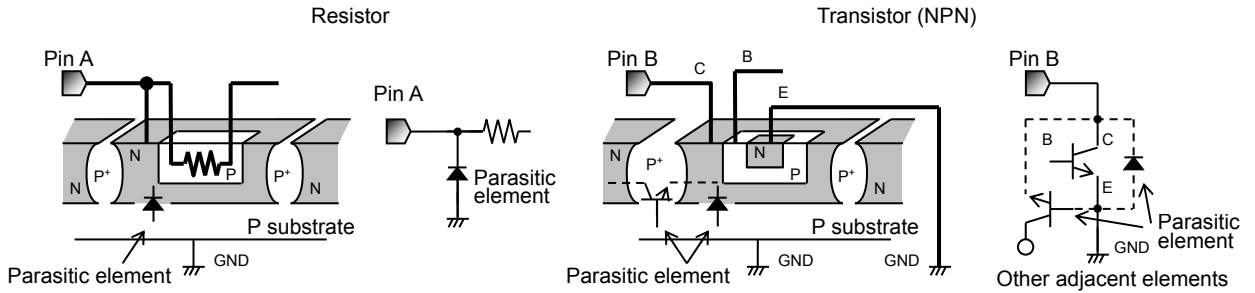 Resistor
Pin A
N
N
P+
P
P+
N
P substrate
Parasitic element
GND
Pin A
Parasitic
element
Transistor (NPN)
Pin B
C
B
E
N
P+
N
P
P+
N
P substrate
Parasitic element
GND
GND
Pin B
B
C
E
GND
Parasitic
element
Other adjacent elements